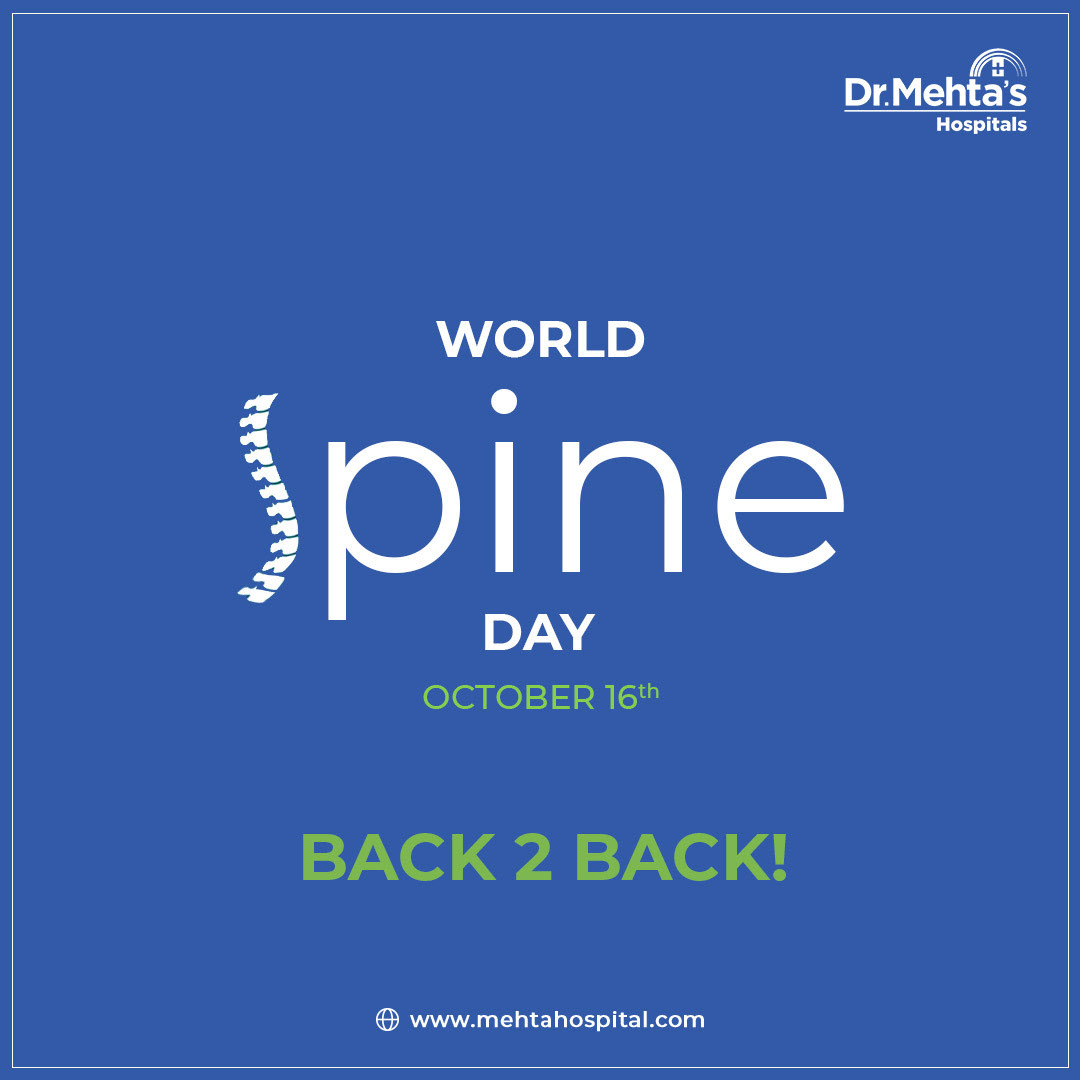 Dr.Mehta's
Hospitals
WORLD
Spine
DAY
OCTOBER 16th
BACK 2 BACK!
www.mehtahospital.com